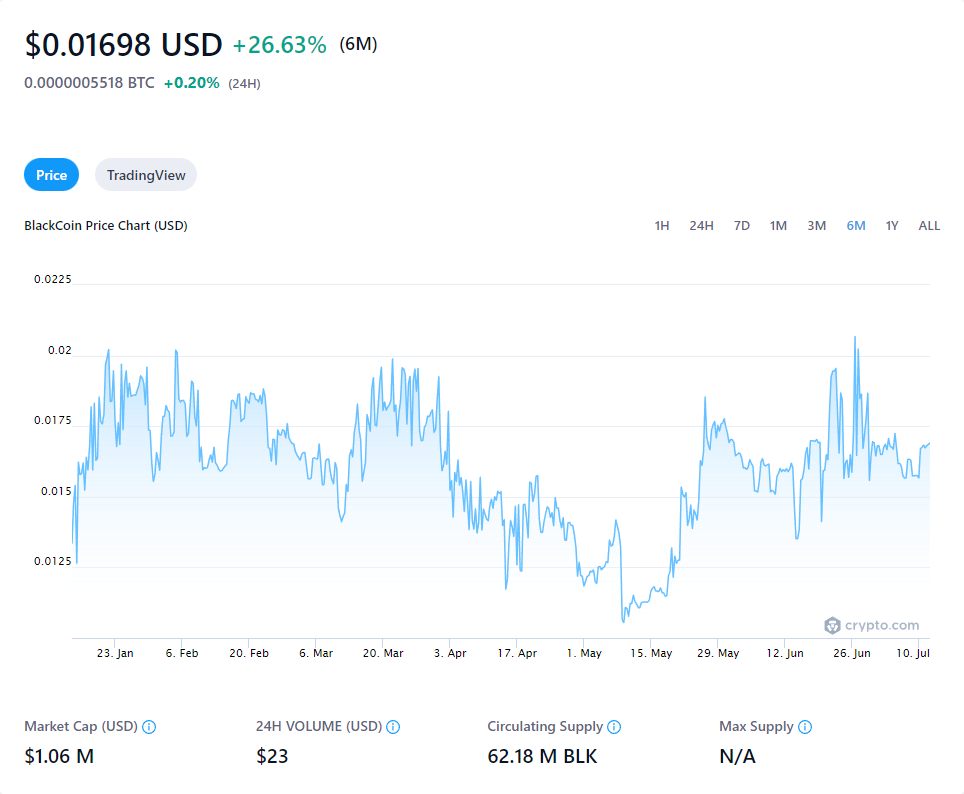 $0.01698 USD +26.63% (6M)
0.0000005518 BTC +0.20% (24H)
Price TradingView
BlackCoin Price Chart (USD) 1H 24H 7D 1M 3M 6M 1Y ALL
0.0225
0.02
0.0175
0.015
0.0125
crypto.com
23. Jan 6. Feb 20. Feb 6. Mar 20. Mar 3. Apr 17. Apr 1. May 15. May 29. May 12. Jun 26. Jun 10. Jul
Market Cap (USD) 24H VOLUME (USD) Circulating Supply Max Supply
$1.06 M $23 62.18 M BLK N/A